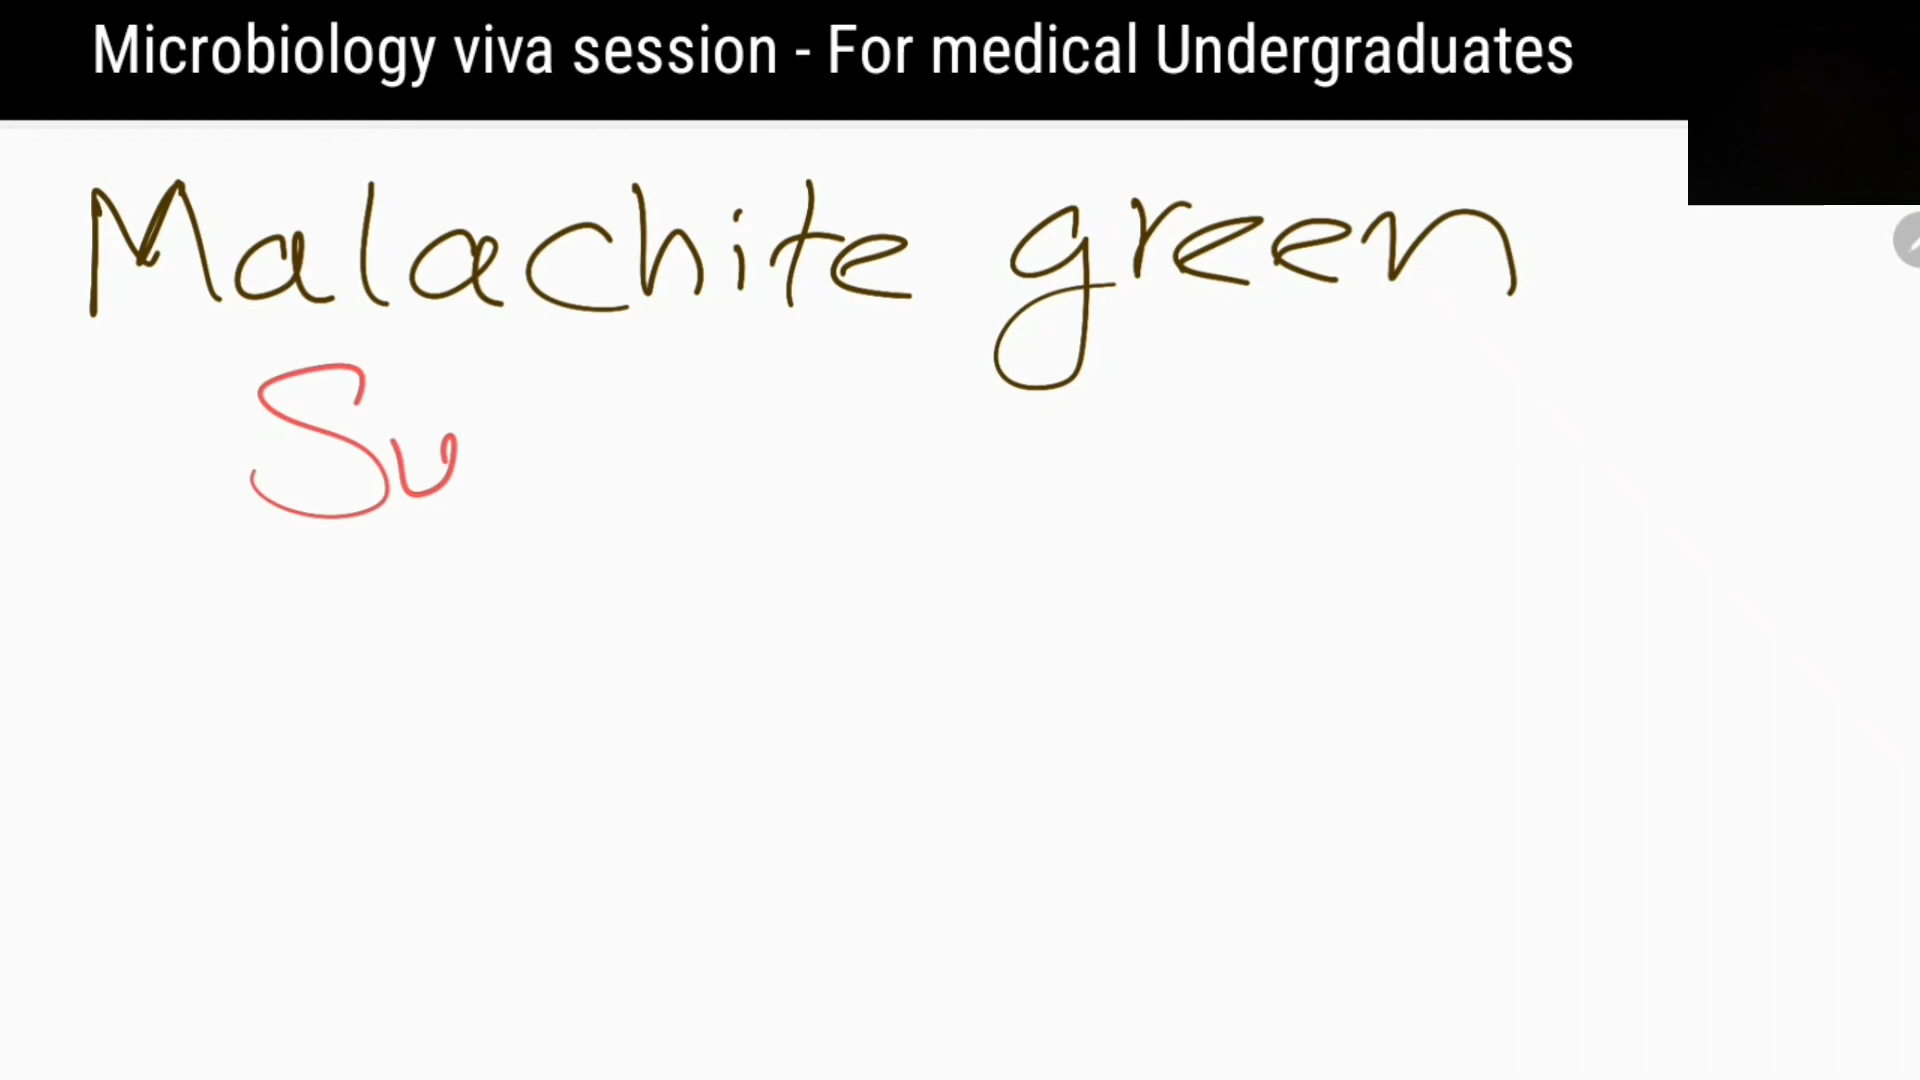 Microbiology viva session - For medical Undergraduates
Malachite green
Su